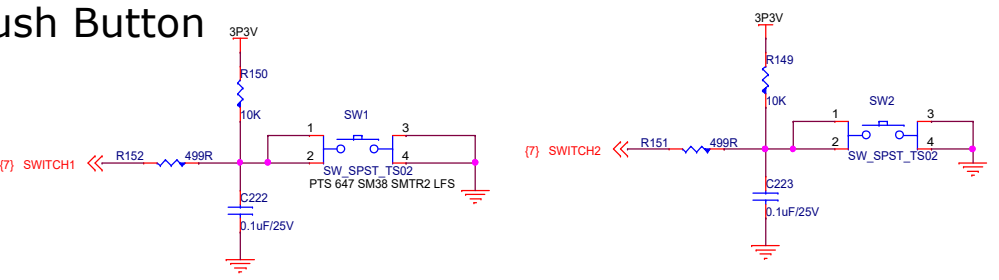 ush Button
3P3V
R150
10K
SW1
1
3
{7} SWITCH1
R152
499R
2
4
SW_SPST_TS02
PTS 647 SM38 SMTR2 LFS
C222
0.1uF/25V
3P3V
R149
10K
SW2
1
3
{7} SWITCH2
R151
499R
2
4
SW_SPST_TS02
C223
0.1uF/25V